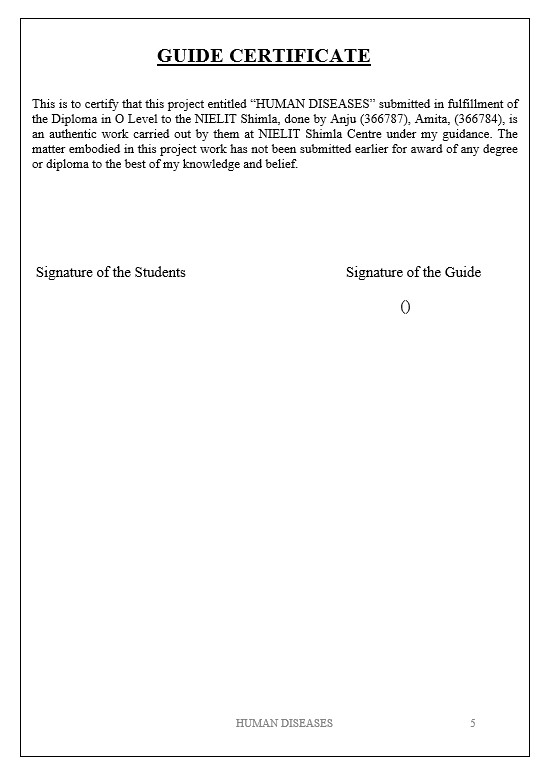 GUIDE CERTIFICATE
This is to certify that this project entitled “HUMAN DISEASES” submitted in fulfillment of
the Diploma in O Level to the NIELIT Shimla, done by Anju (366787), Amita, (366784), is
an authentic work carried out by them at NIELIT Shimla Centre under my guidance. The
matter embodied in this project work has not been submitted earlier for award of any degree
or diploma to the best of my knowledge and belief.
Signature of the Students Signature of the Guide
()
HUMAN DISEASES 5